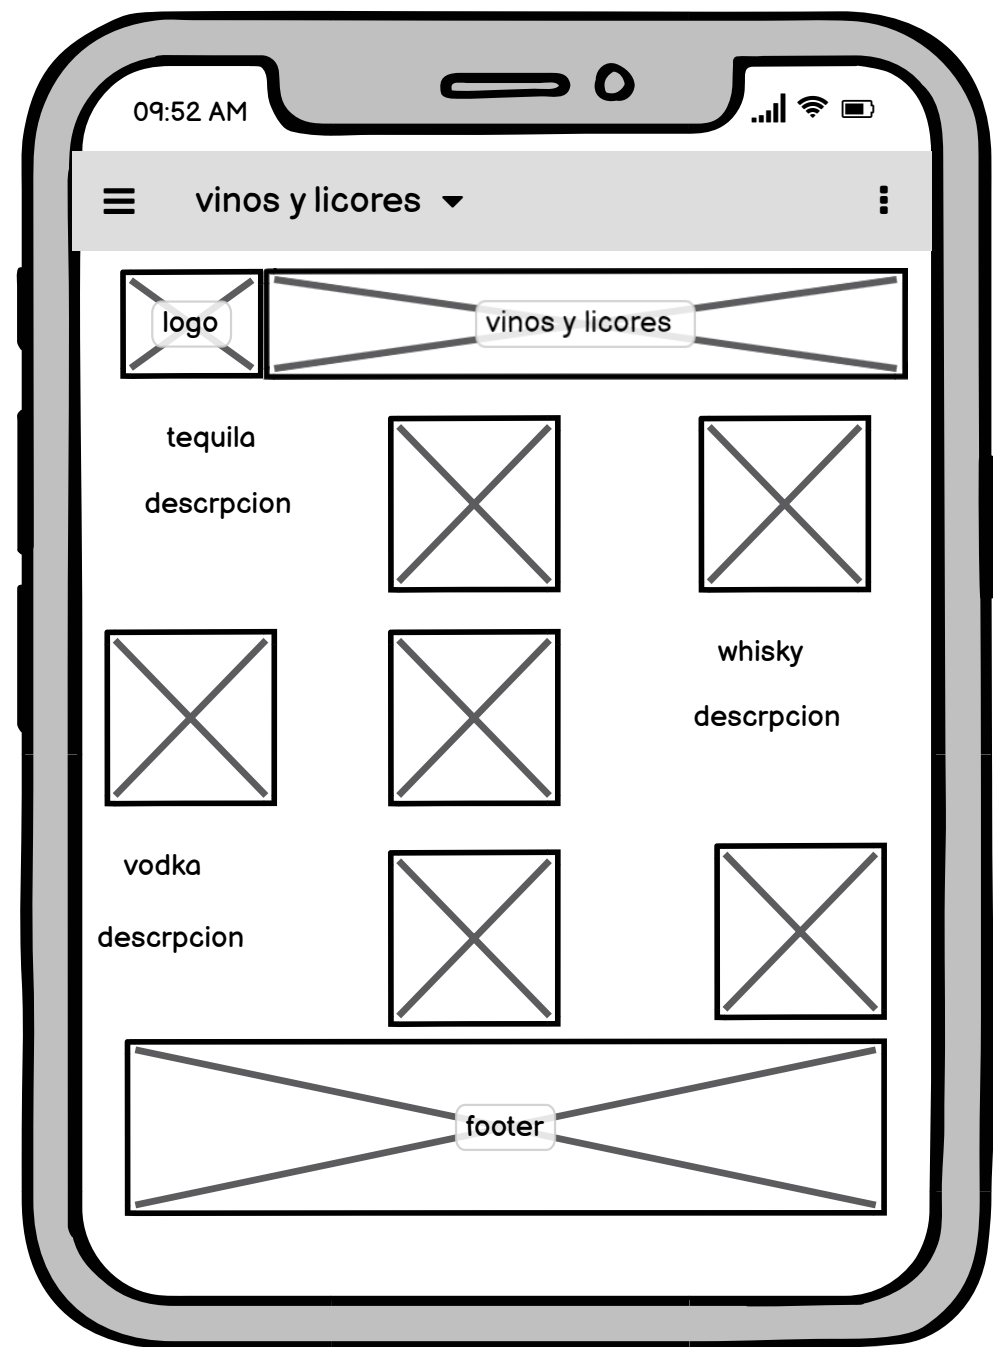 09:52 AM
vinos y licores
logo
vinos y licores
tequila
descrpcion
whisky
descrpcion
vodka
descrpcion
footer